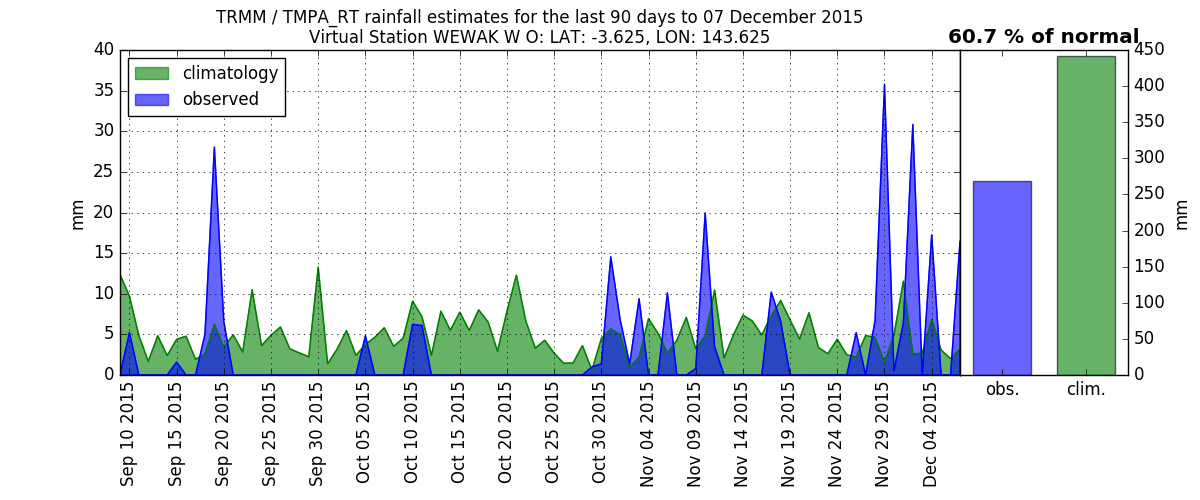 TRMM / TMPA_RT rainfall estimates for the last 90 days to 07 December 2015
Virtual Station WEWAK W O: LAT: -3.625, LON: 143.625
60.7 % of normal
climatology
observed
40
35
30
25
20
15
10
5
0
mm
450
400
350
300
250
200
150
100
50
0
mm
Sep 10 2015
Sep 15 2015
Sep 20 2015
Sep 25 2015
Sep 30 2015
Oct 05 2015
Oct 10 2015
Oct 15 2015
Oct 20 2015
Oct 25 2015
Oct 30 2015
Nov 04 2015
Nov 09 2015
Nov 14 2015
Nov 19 2015
Nov 24 2015
Nov 29 2015
Dec 04 2015
obs.
clim.